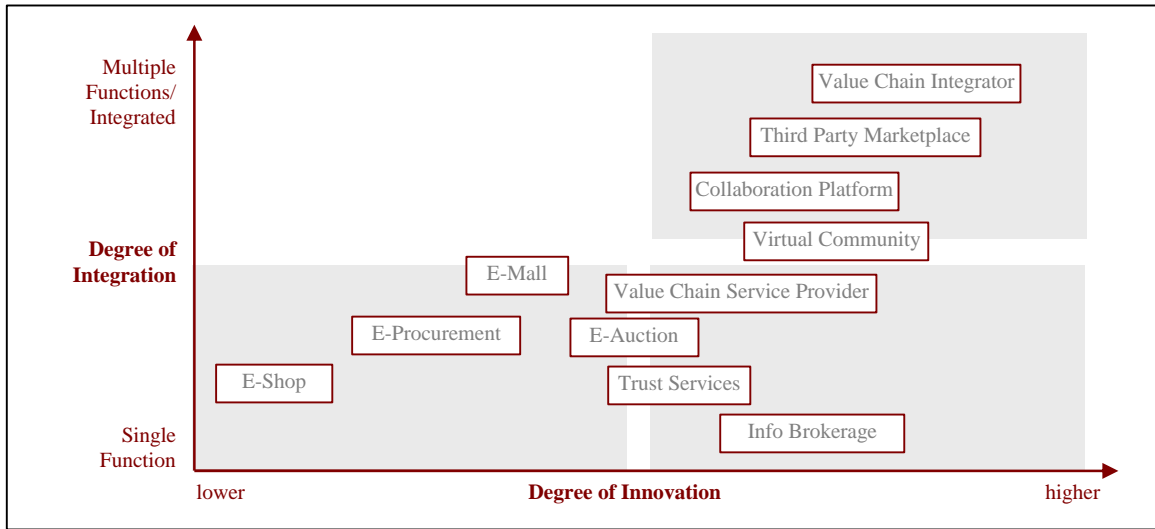 Multiple
Functions/
Integrated
Value Chain Integrator
Third Party Marketplace
Collaboration Platform
Virtual Community
Degree of
Integration
E-Mall
Value Chain Service Provider
E-Procurement
E-Auction
E-Shop
Trust Services
Info Brokerage
Single
Function
lower
Degree of Innovation
higher